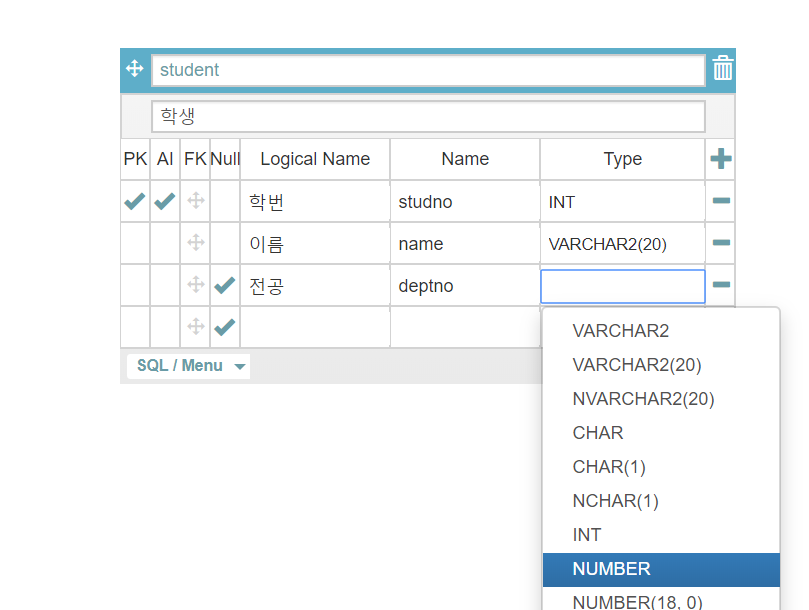 student
학생
PK AI FK Null Logical Name Name Type
학번 studno INT
이름 name VARCHAR2(20)
전공 deptno
SQL / Menu
VARCHAR2
VARCHAR2(20)
NVARCHAR2(20)
CHAR
CHAR(1)
NCHAR(1)
INT
NUMBER
NUMBER(18, 0)